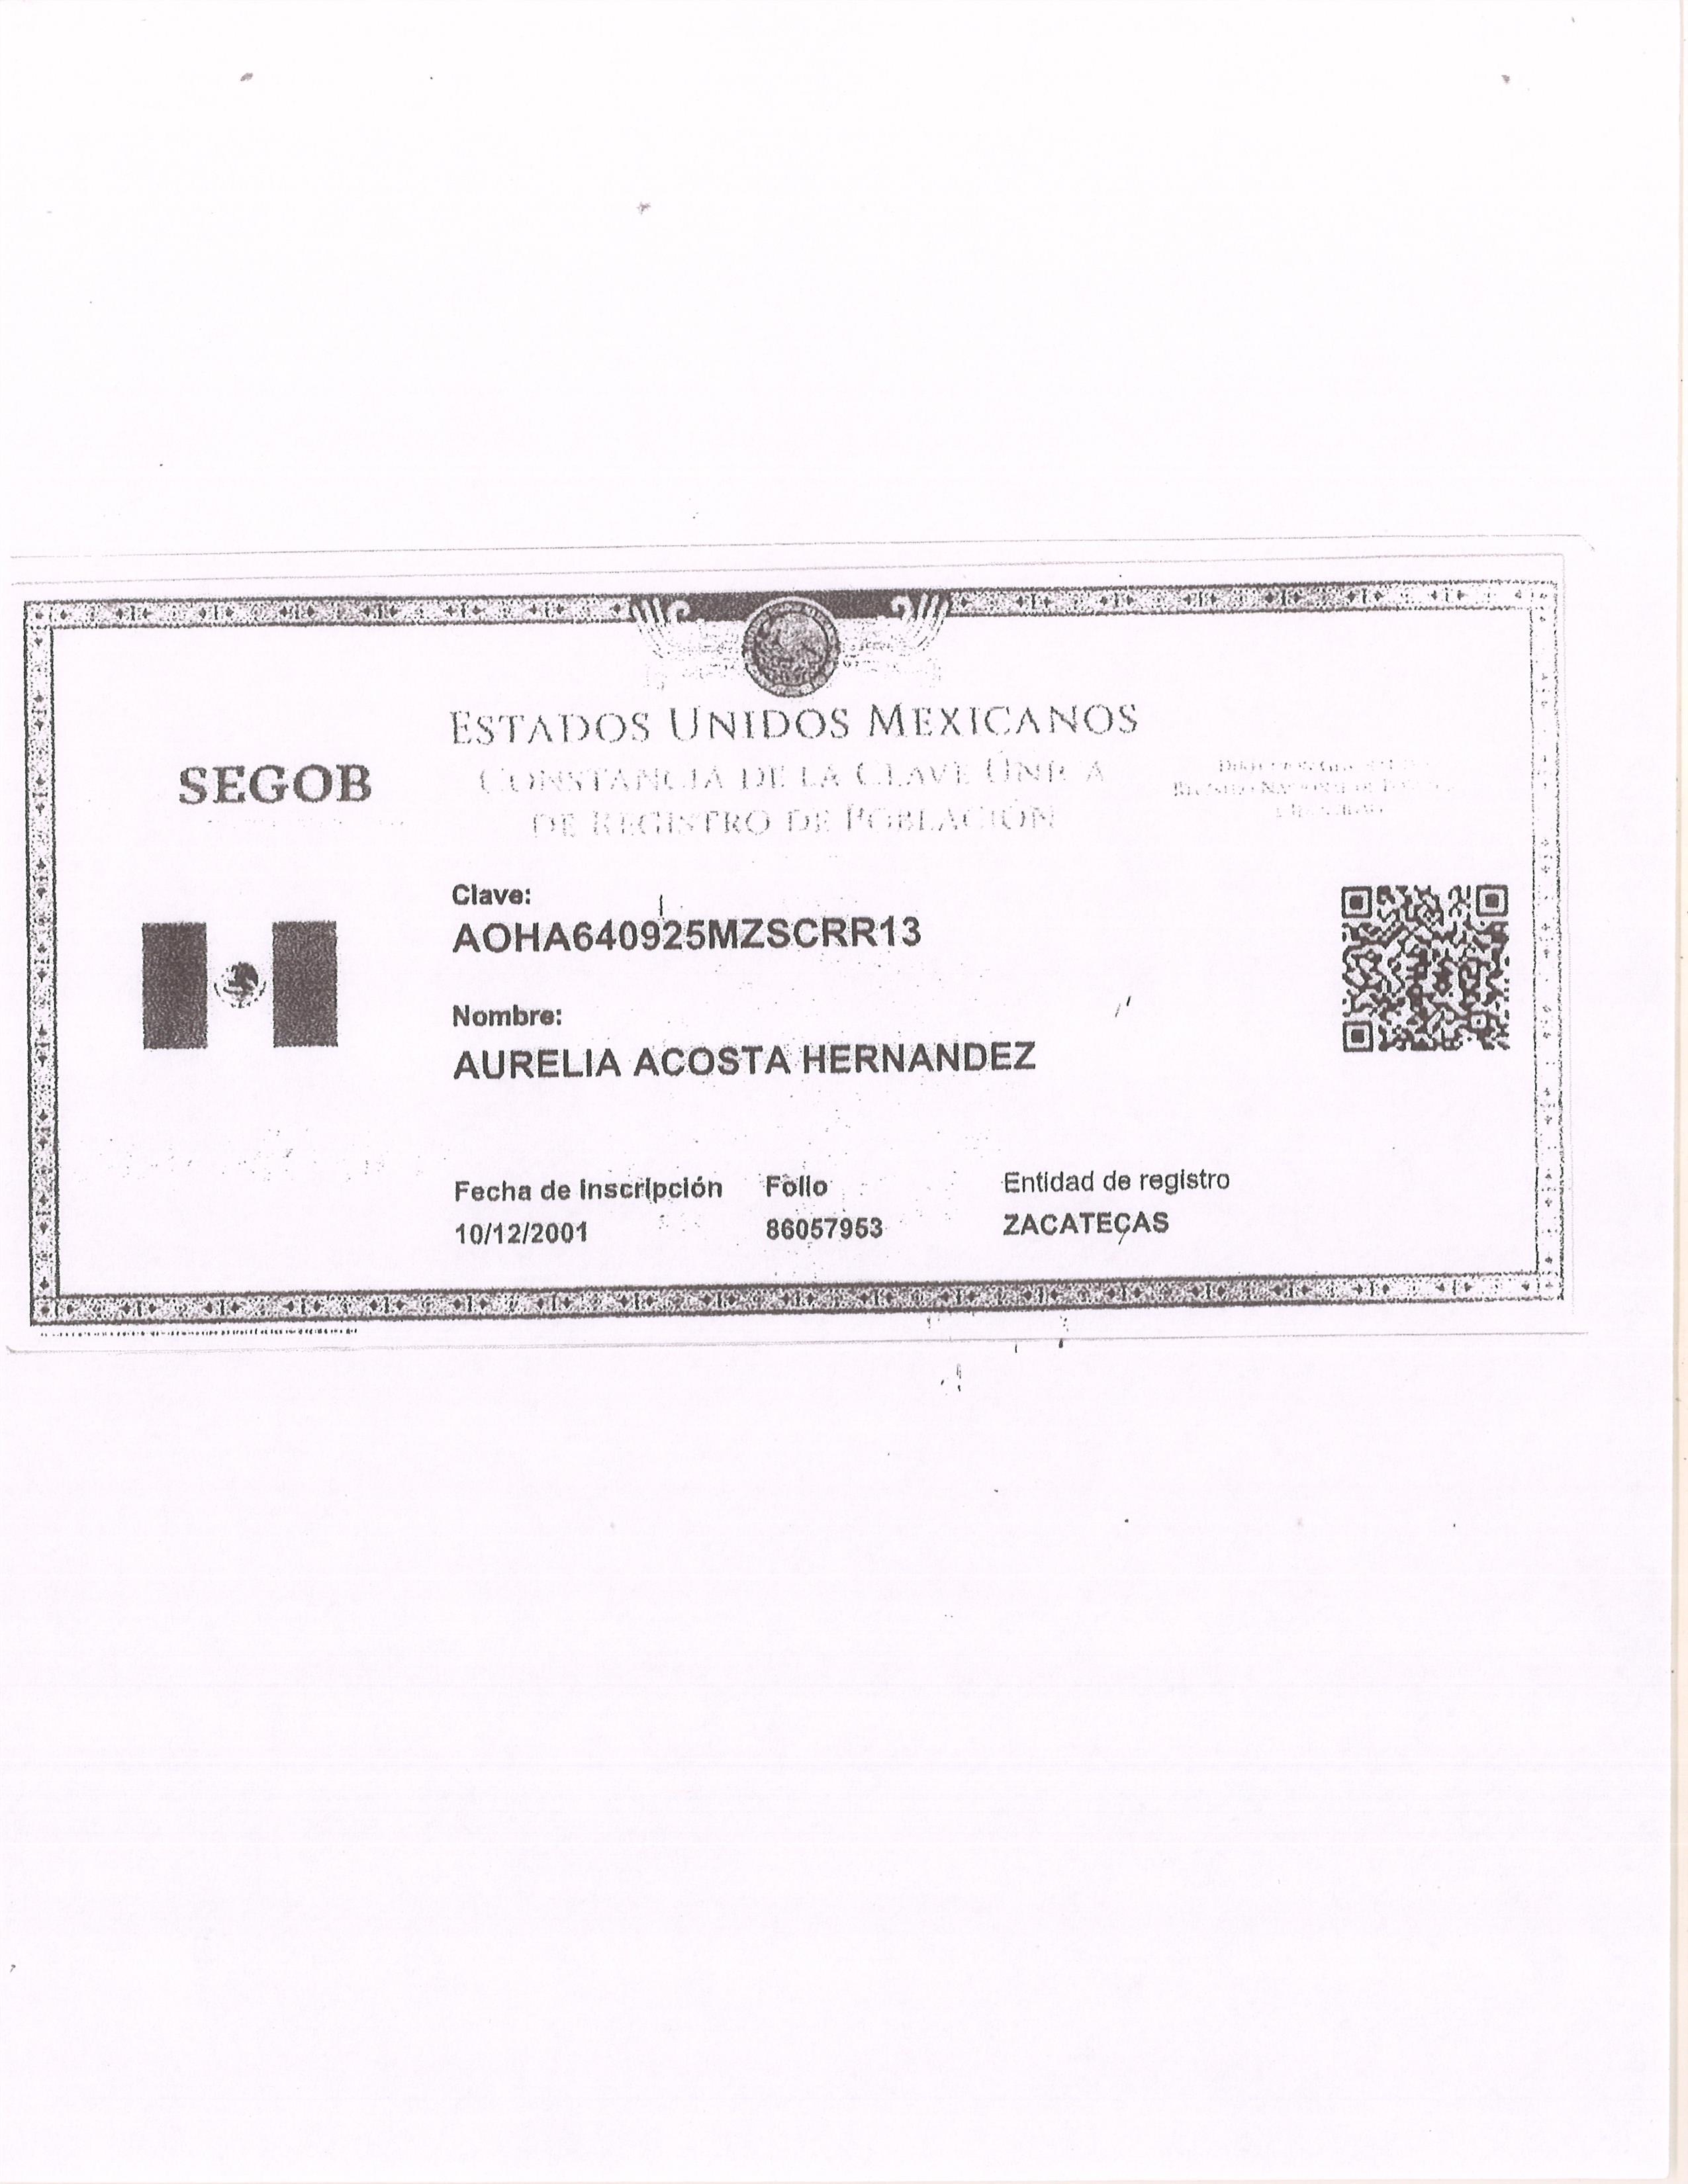 ESTADOS UNIDOS MEXICANOS
SEGOB
CONSTANCIA DE LA CLAVE ÚNICA
DE REGISTRO DE POBLACIÓN
Clave:
AOHA640925MZSCRR13
Nombre:
AURELIA ACOSTA HERNANDEZ
Fecha de inscripción Folio Entidad de registro
10/12/2001 86057953 ZACATECAS